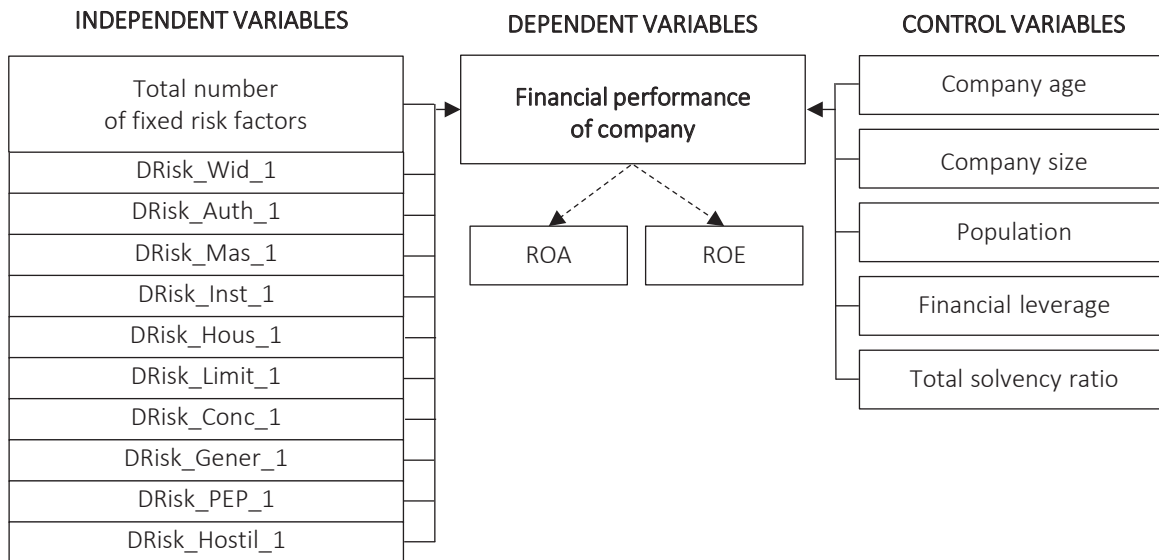 INDEPENDENT VARIABLES
Total number
of fixed risk factors
DRisk_Wid_1
DRisk_Auth_1
DRisk_Mas_1
DRisk_Inst_1
DRisk_Hous_1
DRisk_Limit_1
DRisk_Conc_1
DRisk_Gener_1
DRisk_PEP_1
DRisk_Hostil_1
DEPENDENT VARIABLES
Financial performance
of company
ROA
ROE
CONTROL VARIABLES
Company age
Company size
Population
Financial leverage
Total solvency ratio